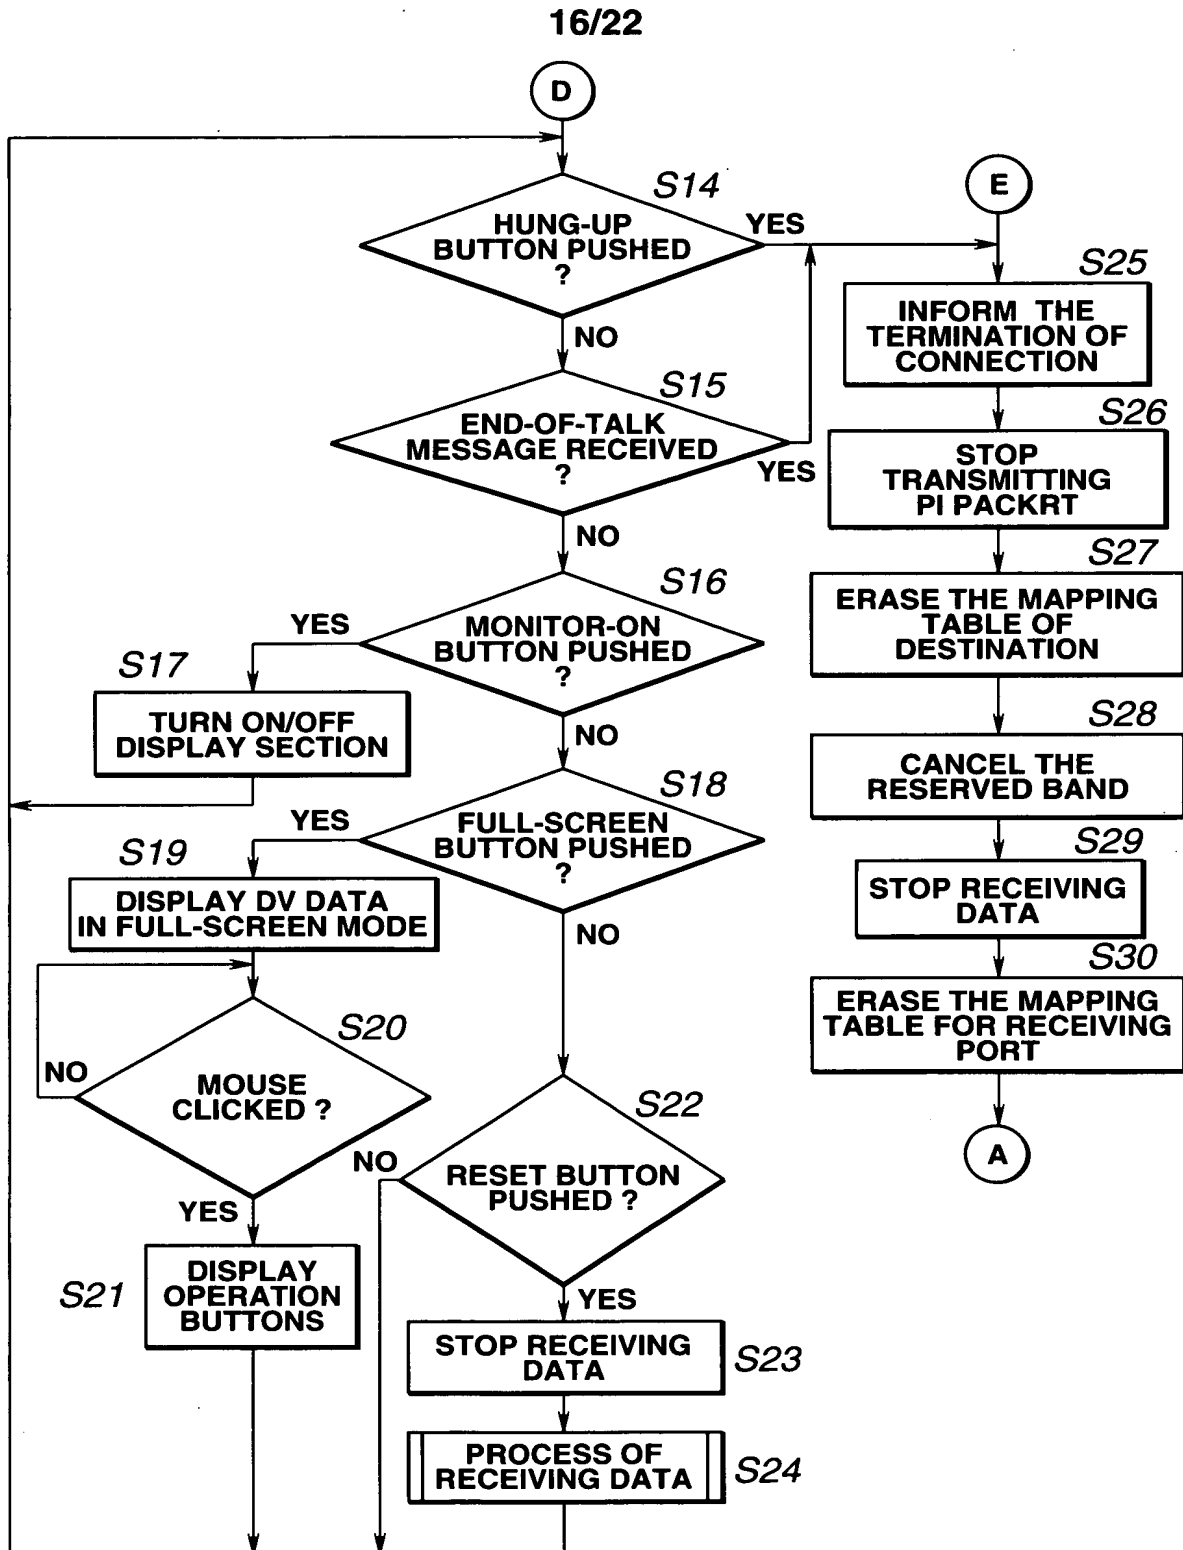 16/22
D
S14
HUNG-UP
BUTTON PUSHED
?
YES
NO
S15
END-OF-TALK
MESSAGE RECEIVED
?
YES
NO
S16
MONITOR-ON
BUTTON PUSHED
?
YES
NO
S17
TURN ON/OFF
DISPLAY SECTION
S18
FULL-SCREEN
BUTTON PUSHED
?
YES
NO
S19
DISPLAY DV DATA
IN FULL-SCREEN MODE
S20
MOUSE
CLICKED ?
NO
YES
S21
DISPLAY
OPERATION
BUTTONS
S22
RESET BUTTON
PUSHED ?
NO
YES
STOP RECEIVING
DATA
S23
PROCESS OF
RECEIVING DATA
S24
E
S25
INFORM THE
TERMINATION OF
CONNECTION
S26
STOP
TRANSMITTING
PI PACKRT
S27
ERASE THE MAPPING
TABLE OF
DESTINATION
S28
CANCEL THE
RESERVED BAND
S29
STOP RECEIVING
DATA
S30
ERASE THE MAPPING
TABLE FOR RECEIVING
PORT
A